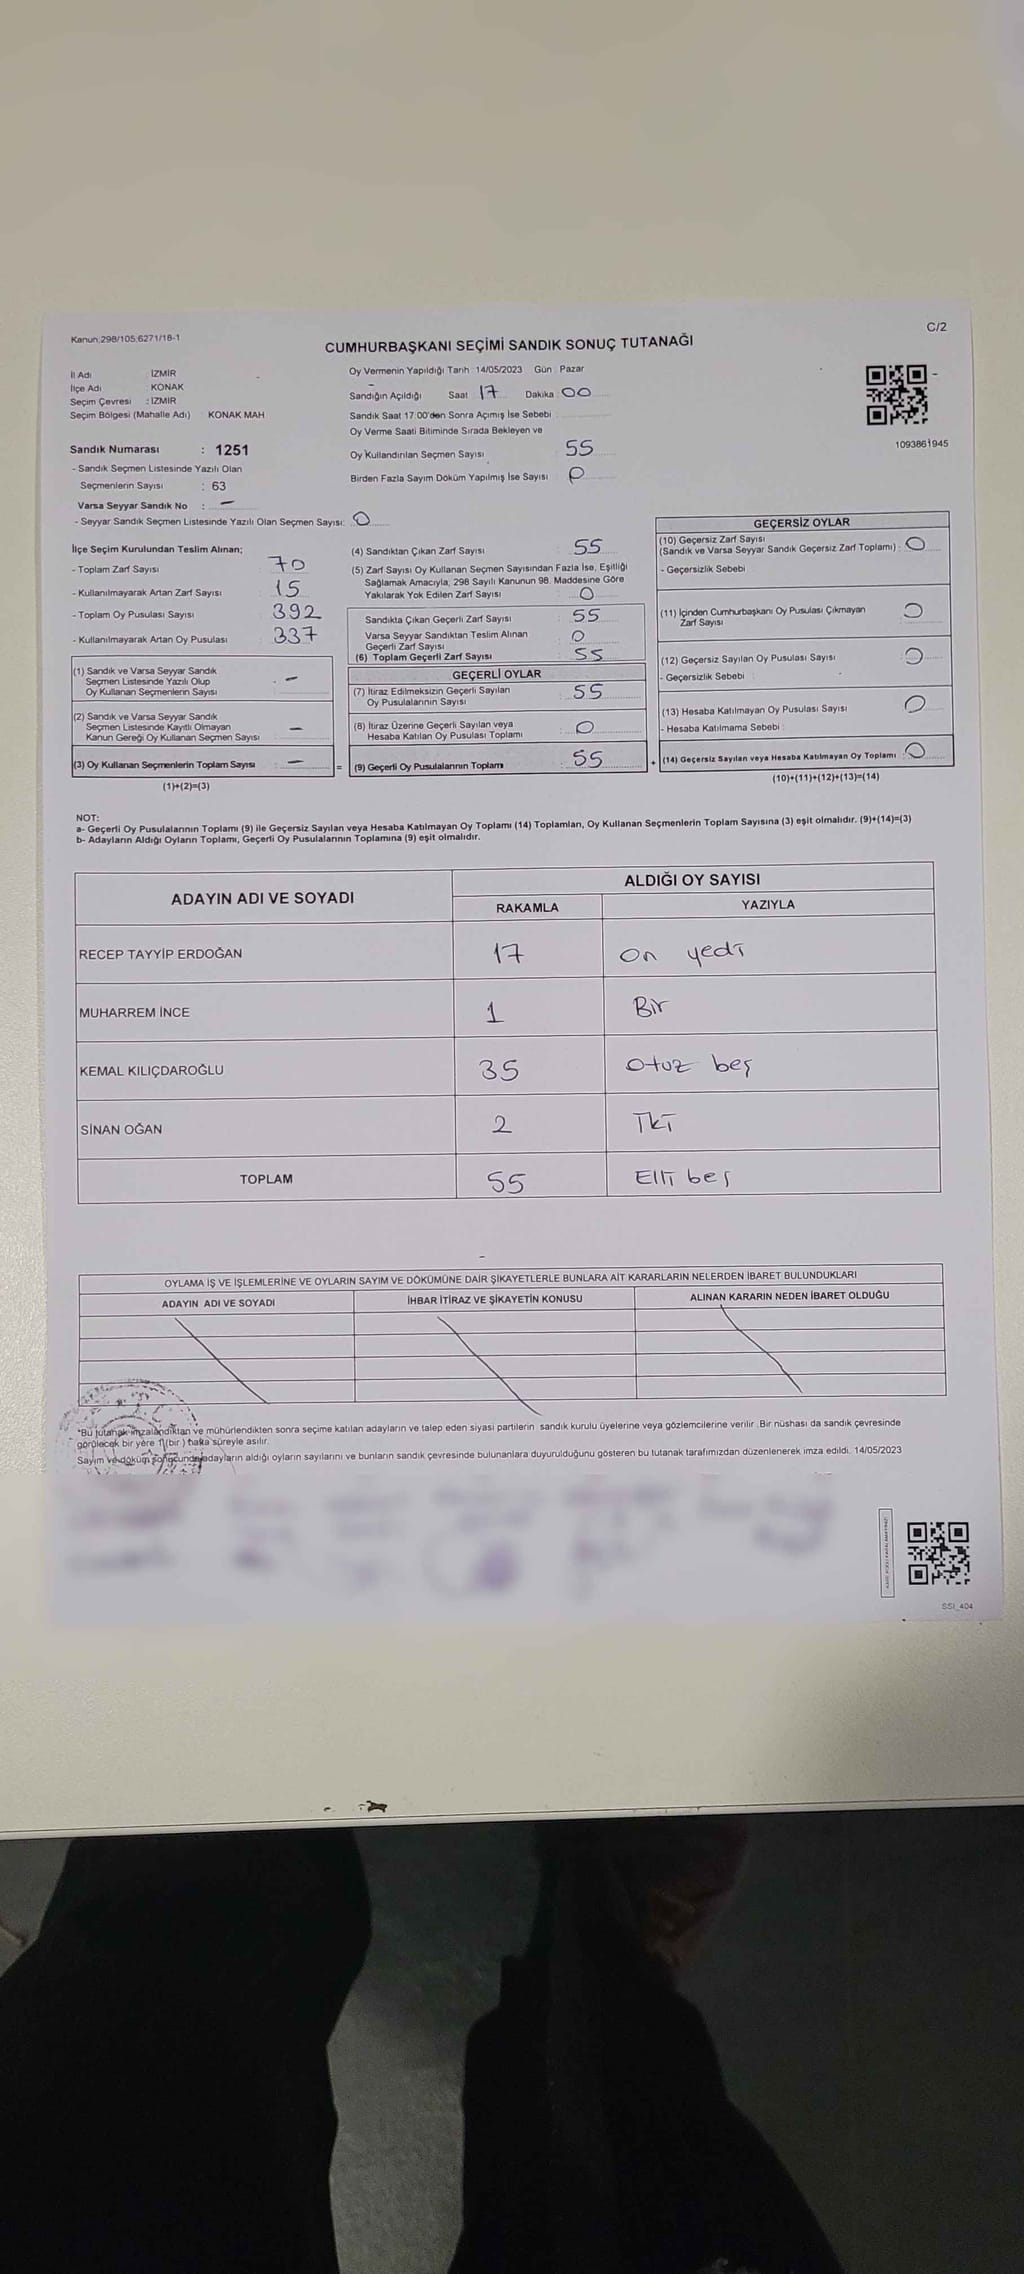 Kanun:298/105;6271/18-1
C/2
CUMHURBAŞKANI SEÇİMİ SANDIK SONUÇ TUTANAĞI
İl Adı : İZMİR
İlçe Adı : KONAK
Seçim Çevresi : İZMİR
Seçim Bölgesi (Mahalle Adı) : KONAK MAH
Sandık Numarası : 1251
- Sandık Seçmen Listesinde Yazılı Olan
Seçmenlerin Sayısı : 63
Varsa Seyyar Sandık No : -
- Seyyar Sandık Seçmen Listesinde Yazılı Olan Seçmen Sayısı: 0
Oy Vermenin Yapıldığı Tarih : 14/05/2023 Gün : Pazar
Sandığın Açıldığı Saat : 17 Dakika : 00
Sandık Saat 17:00'den Sonra Açımış İse Sebebi :
Oy Verme Saati Bitiminde Sırada Bekleyen ve
Oy Kullandırılan Seçmen Sayısı : 55
Birden Fazla Sayım Döküm Yapılmış İse Sayısı :
1093861945
İlçe Seçim Kurulundan Teslim Alınan;
- Toplam Zarf Sayısı : 70
- Kullanılmayarak Artan Zarf Sayısı : 15
- Toplam Oy Pusulası Sayısı : 392
- Kullanılmayarak Artan Oy Pusulası : 337
(1) Sandık ve Varsa Seyyar Sandık
Seçmen Listesinde Yazılı Olup
Oy Kullanan Seçmenlerin Sayısı : -
(2) Sandık ve Varsa Seyyar Sandık
Seçmen Listesinde Kayıtlı Olmayan
Kanun Gereği Oy Kullanan Seçmen Sayısı : -
(3) Oy Kullanan Seçmenlerin Toplam Sayısı : - =
(1)+(2)=(3)
(4) Sandıktan Çıkan Zarf Sayısı : 55
(5) Zarf Sayısı Oy Kullanan Seçmen Sayısından Fazla İse, Eşitliği
Sağlamak Amacıyla, 298 Sayılı Kanunun 98. Maddesine Göre
Yakılarak Yok Edilen Zarf Sayısı : 0
Sandıkta Çıkan Geçerli Zarf Sayısı : 55
Varsa Seyyar Sandıktan Teslim Alınan
Geçerli Zarf Sayısı : 0
(6) Toplam Geçerli Zarf Sayısı : 55
GEÇERLİ OYLAR
(7) İtiraz Edilmeksizin Geçerli Sayılan
Oy Pusulalarının Sayısı : 55
(8) İtiraz Üzerine Geçerli Sayılan veya
Hesaba Katılan Oy Pusulası Toplamı : 0
(9) Geçerli Oy Pusulalarının Toplamı : 55 +
GEÇERSİZ OYLAR
(10) Geçersiz Zarf Sayısı
(Sandık ve Varsa Seyyar Sandık Geçersiz Zarf Toplamı) : 0
- Geçersizlik Sebebi :
(11) İçinden Cumhurbaşkanı Oy Pusulası Çıkmayan
Zarf Sayısı : 0
(12) Geçersiz Sayılan Oy Pusulası Sayısı : 0
- Geçersizlik Sebebi :
(13) Hesaba Katılmayan Oy Pusulası Sayısı : 0
- Hesaba Katılmama Sebebi :
(14) Geçersiz Sayılan veya Hesaba Katılmayan Oy Toplamı : 0
(10)+(11)+(12)+(13)=(14)
NOT:
a- Geçerli Oy Pusulalarının Toplamı (9) ile Geçersiz Sayılan veya Hesaba Katılmayan Oy Toplamı (14) Toplamları, Oy Kullanan Seçmenlerin Toplam Sayısına (3) eşit olmalıdır. (9)+(14)=(3)
b- Adayların Aldığı Oyların Toplamı, Geçerli Oy Pusulalarının Toplamına (9) eşit olmalıdır.
ADAYIN ADI VE SOYADI
ALDIĞI OY SAYISI
RAKAMLA YAZIYLA
RECEP TAYYİP ERDOĞAN 17 On yedi
MUHARREM İNCE 1 Bir
KEMAL KILIÇDAROĞLU 35 Otuz beş
SİNAN OĞAN 2 İki
TOPLAM 55 Elli beş
OYLAMA İŞ VE İŞLEMLERİNE VE OYLARIN SAYIM VE DÖKÜMÜNE DAİR ŞİKAYETLERLE BUNLARA AİT KARARLARIN NELERDEN İBARET BULUNDUKLARI
ADAYIN ADI VE SOYADI İHBAR İTİRAZ VE ŞİKAYETİN KONUSU ALINAN KARARIN NEDEN İBARET OLDUĞU
"Bu tutanak imzalandıktan ve mühürlendikten sonra seçime katılan adayların ve talep eden siyasi partilerin sandık kurulu üyelerine veya gözlemcilerine verilir. Bir nüshası da sandık çevresinde
görülecek bir yere 1 (bir) hafta süreyle asılır.
Sayım ve döküm sonucunda adayların aldığı oyların sayılarını ve bunların sandık çevresinde bulunanlara duyurulduğunu gösteren bu tutanak tarafımızdan düzenlenerek imza edildi. 14/05/2023
SSI_404